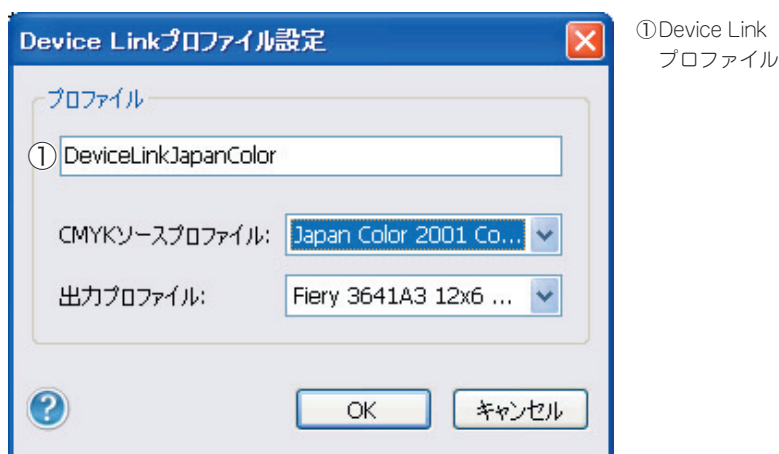 Device Linkプロファイル設定
プロファイル
① DeviceLinkJapanColor
CMYKソースプロファイル: Japan Color 2001 Co...
出力プロファイル: Fiery 3641A3 12x6 ...
? OK キャンセル
①Device Link
プロファイル